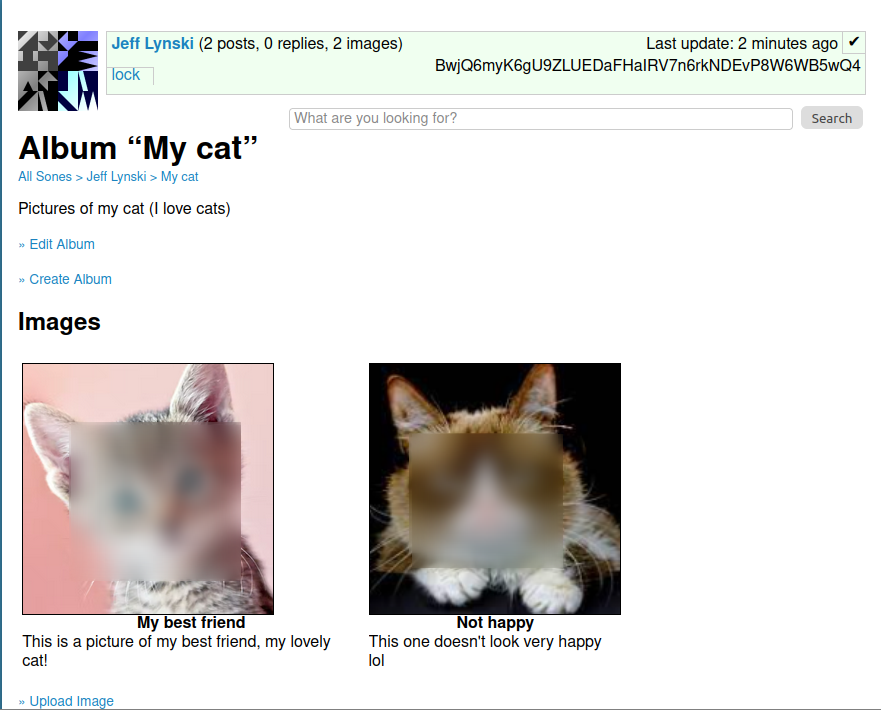 Jeff Lynski (2 posts, 0 replies, 2 images)
Last update: 2 minutes ago ✔
lock
BwjQ6myK6gU9ZLUEDaFHaIRV7n6rkNDEvP8W6WB5wQ4
What are you looking for?
Search
Album “My cat”
All Sones > Jeff Lynski > My cat
Pictures of my cat (I love cats)
» Edit Album
» Create Album
Images
My best friend
This is a picture of my best friend, my lovely
cat!
Not happy
This one doesn't look very happy
lol
» Upload Image